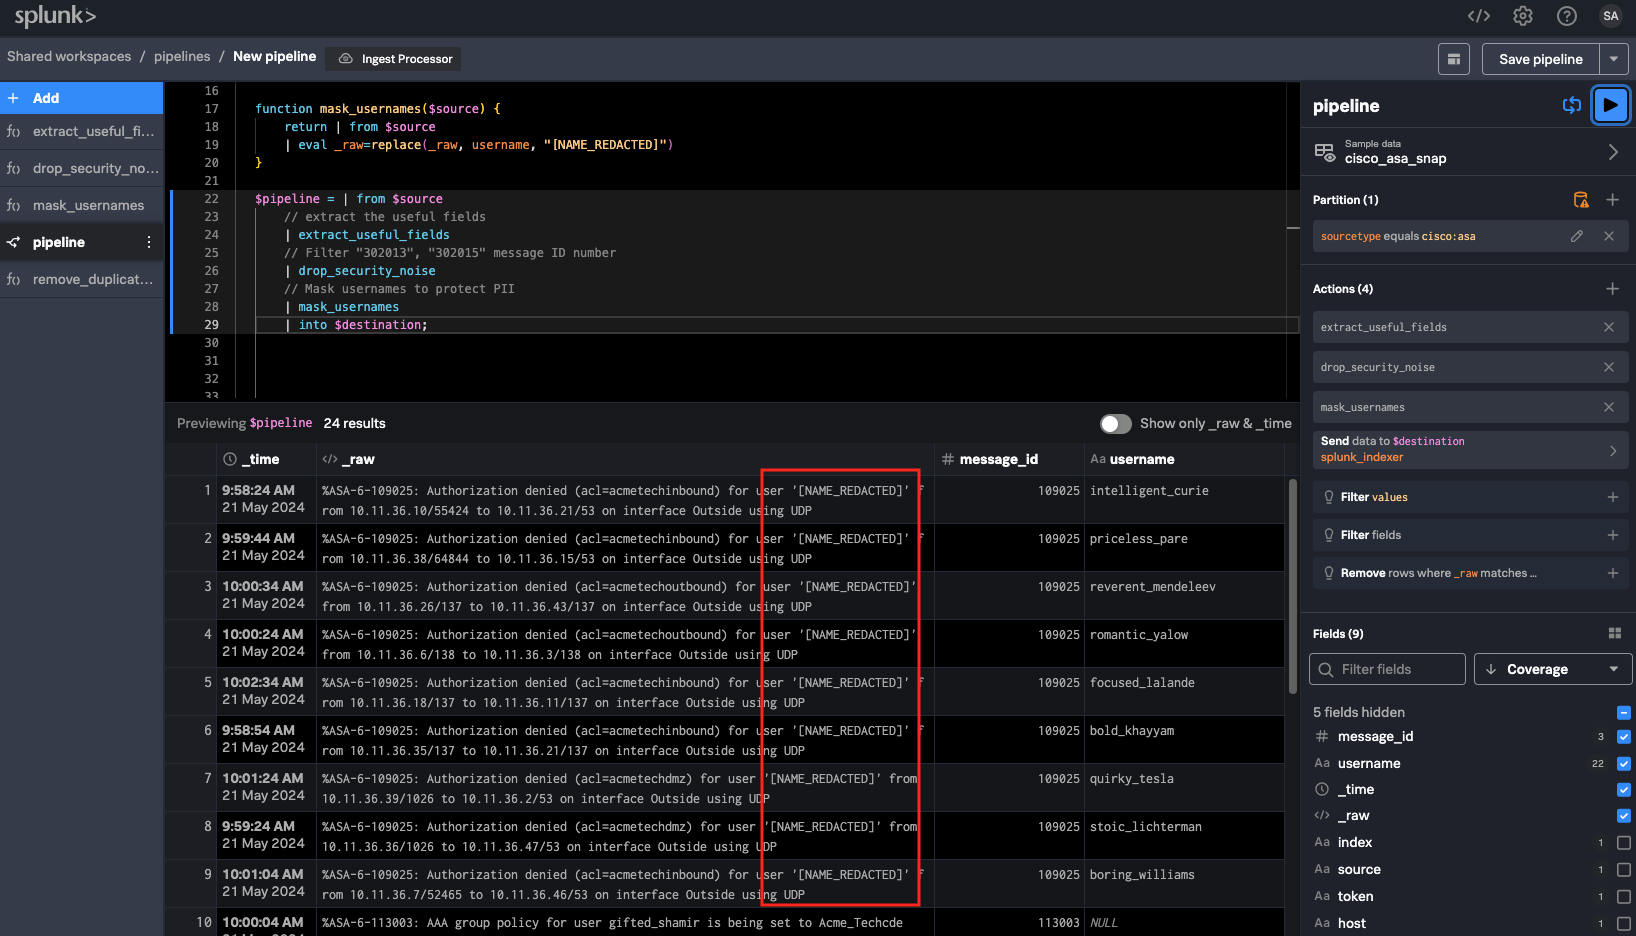 splunk>
SA
Shared workspaces / pipelines / New pipeline
Ingest Processor
Save pipeline
+ Add
extract_useful_fi...
drop_security_no...
mask_usernames
pipeline
remove_duplicat...
16
17 function mask_usernames($source) {
18 return | from $source
19 | eval _raw=replace(_raw, username, "[NAME_REDACTED]")
20 }
21
22 $pipeline = | from $source
23 // extract the useful fields
24 | extract_useful_fields
25 // Filter "302013", "302015" message ID number
26 | drop_security_noise
27 // Mask usernames to protect PII
28 | mask_usernames
29 | into $destination;
30
31
32
33
Previewing $pipeline 24 results
Show only _raw & _time
_time </> _raw # message_id Aa username
1 9:58:24 AM %ASA-6-109025: Authorization denied (acl=acmetechinbound) for user '[NAME_REDACTED]' f 109025 intelligent_curie
21 May 2024 rom 10.11.36.10/55424 to 10.11.36.21/53 on interface Outside using UDP
2 9:59:44 AM %ASA-6-109025: Authorization denied (acl=acmetechinbound) for user '[NAME_REDACTED]' f 109025 priceless_pare
21 May 2024 rom 10.11.36.38/64844 to 10.11.36.15/53 on interface Outside using UDP
3 10:00:34 AM %ASA-6-109025: Authorization denied (acl=acmetechoutbound) for user '[NAME_REDACTED]' 109025 reverent_mendeleev
21 May 2024 from 10.11.36.26/137 to 10.11.36.43/137 on interface Outside using UDP
4 10:00:24 AM %ASA-6-109025: Authorization denied (acl=acmetechoutbound) for user '[NAME_REDACTED]' 109025 romantic_yalow
21 May 2024 from 10.11.36.6/138 to 10.11.36.3/138 on interface Outside using UDP
5 10:02:34 AM %ASA-6-109025: Authorization denied (acl=acmetechinbound) for user '[NAME_REDACTED]' f 109025 focused_lalande
21 May 2024 rom 10.11.36.18/137 to 10.11.36.11/137 on interface Outside using UDP
6 9:58:54 AM %ASA-6-109025: Authorization denied (acl=acmetechinbound) for user '[NAME_REDACTED]' f 109025 bold_khayyam
21 May 2024 rom 10.11.36.35/137 to 10.11.36.21/137 on interface Outside using UDP
7 10:01:24 AM %ASA-6-109025: Authorization denied (acl=acmetechdmz) for user '[NAME_REDACTED]' from 109025 quirky_tesla
21 May 2024 10.11.36.39/1026 to 10.11.36.2/53 on interface Outside using UDP
8 9:59:24 AM %ASA-6-109025: Authorization denied (acl=acmetechdmz) for user '[NAME_REDACTED]' from 109025 stoic_lichterman
21 May 2024 10.11.36.36/1026 to 10.11.36.47/53 on interface Outside using UDP
9 10:01:04 AM %ASA-6-109025: Authorization denied (acl=acmetechinbound) for user '[NAME_REDACTED]' f 109025 boring_williams
21 May 2024 rom 10.11.36.7/52465 to 10.11.36.46/53 on interface Outside using UDP
10 10:00:04 AM %ASA-6-113003: AAA group policy for user gifted_shamir is being set to Acme_Techcde 113003 NULL
pipeline
Sample data
cisco_asa_snap
Partition (1)
sourcetype equals cisco:asa
Actions (4)
extract_useful_fields
drop_security_noise
mask_usernames
Send data to $destination
splunk_indexer
Filter values
Filter fields
Remove rows where _raw matches ...
Fields (9)
Filter fields
Coverage
5 fields hidden
# message_id 3
Aa username 22
_time
</> _raw
Aa index 1
Aa source 1
Aa token 1
Aa host 1